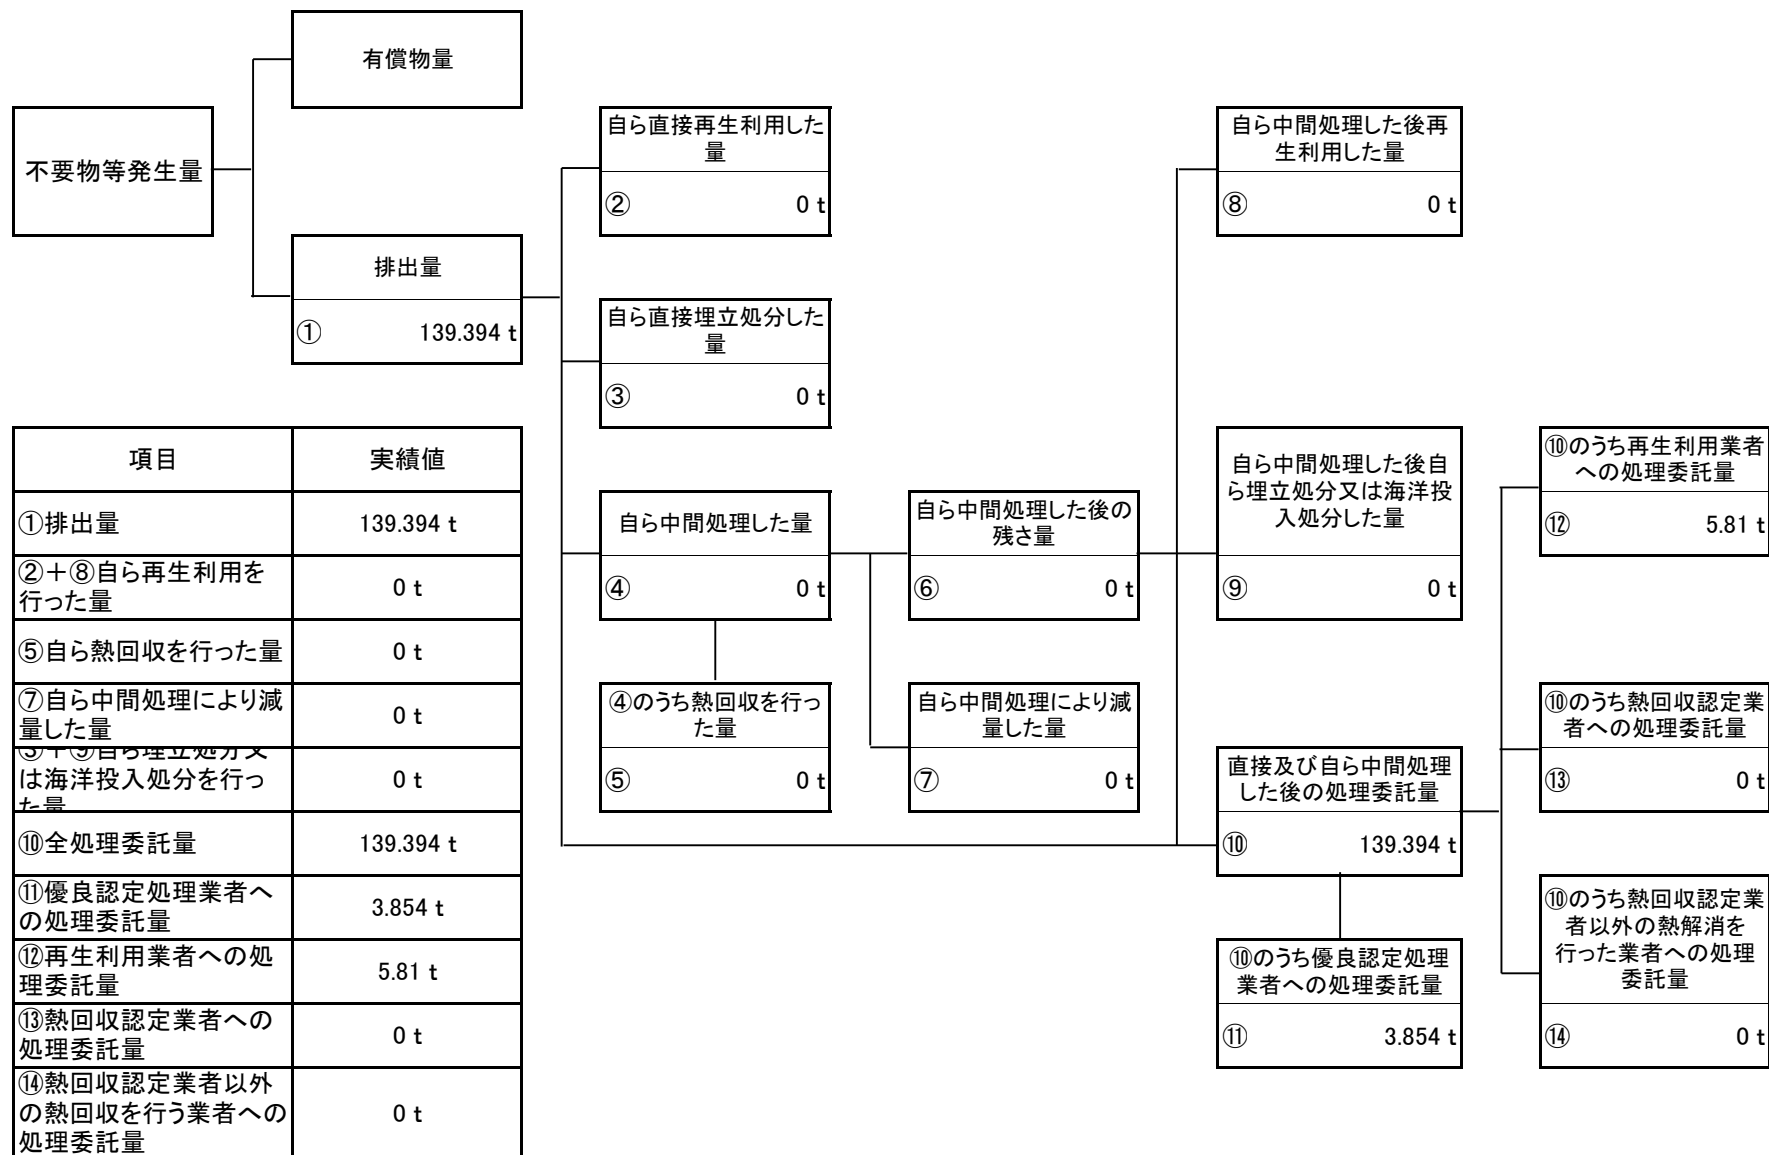 有償物量
不要物等発生量
排出量
① 139.394 t
自ら直接再生利用した
量
② 0 t
自ら直接埋立処分した
量
③ 0 t
自ら中間処理した量
④ 0 t
④のうち熱回収を行っ
た量
⑤ 0 t
自ら中間処理した後の
残さ量
⑥ 0 t
自ら中間処理により減
量した量
⑦ 0 t
自ら中間処理した後再
生利用した量
⑧ 0 t
自ら中間処理した後自
ら埋立処分又は海洋投
入処分した量
⑨ 0 t
直接及び自ら中間処理
した後の処理委託量
⑩ 139.394 t
⑩のうち優良認定処理
業者への処理委託量
⑪ 3.854 t
⑩のうち再生利用業者
への処理委託量
⑫ 5.81 t
⑩のうち熱回収認定業
者への処理委託量
⑬ 0 t
⑩のうち熱回収認定業
者以外の熱解消を
行った業者への処理
委託量
⑭ 0 t
項目 実績値
①排出量 139.394 t
②＋⑧自ら再生利用を
行った量 0 t
⑤自ら熱回収を行った量 0 t
⑦自ら中間処理により減
量した量 0 t
③＋⑨自ら埋立処分又
は海洋投入処分を行っ
た量 0 t
⑩全処理委託量 139.394 t
⑪優良認定処理業者へ
の処理委託量 3.854 t
⑫再生利用業者への処
理委託量 5.81 t
⑬熱回収認定業者への
処理委託量 0 t
⑭熱回収認定業者以外
の熱回収を行う業者への
処理委託量 0 t